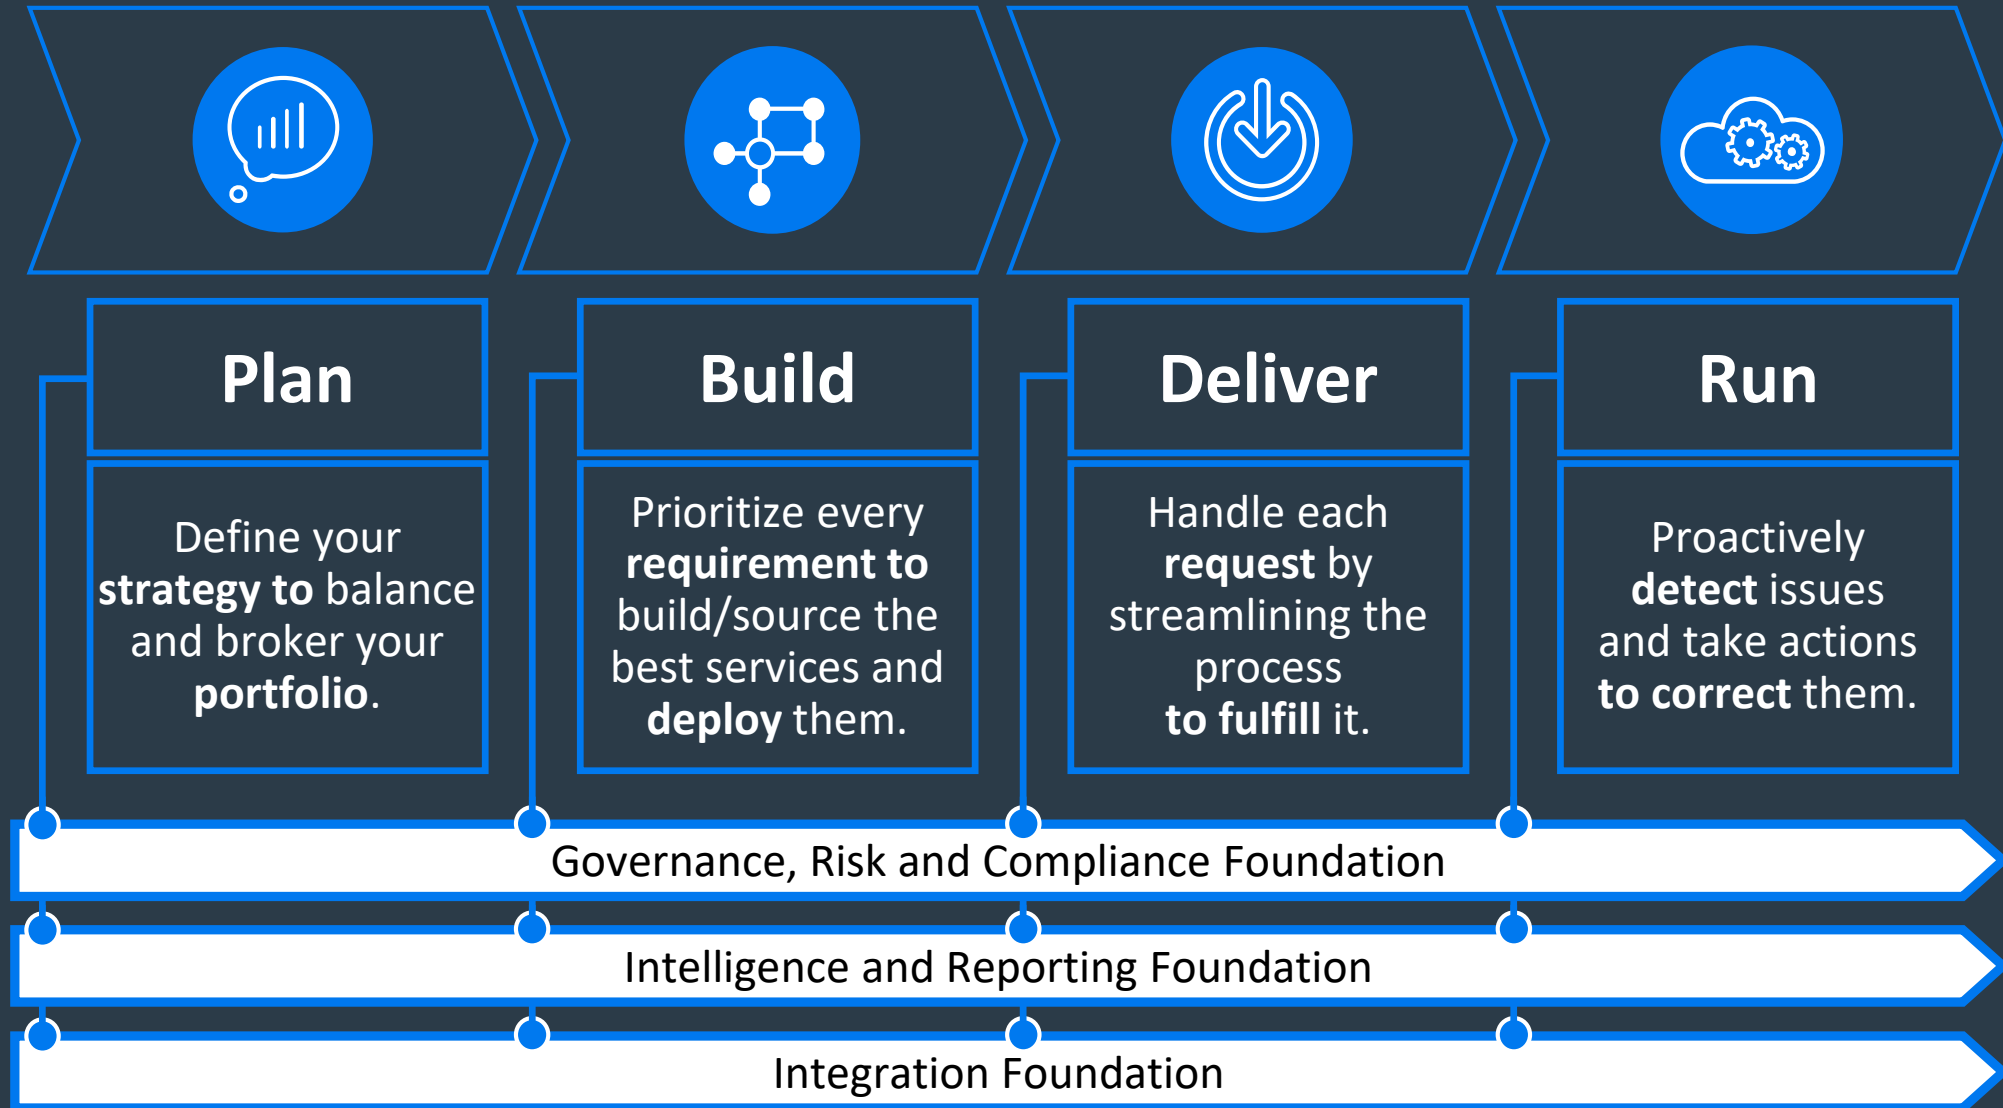 Plan
Define your
strategy to balance
and broker your
portfolio.
Build
Prioritize every
requirement to
build/source the
best services and
deploy them.
Deliver
Handle each
request by
streamlining the
process
to fulfill it.
Run
Proactively
detect issues
and take actions
to correct them.
Governance, Risk and Compliance Foundation
Intelligence and Reporting Foundation
Integration Foundation